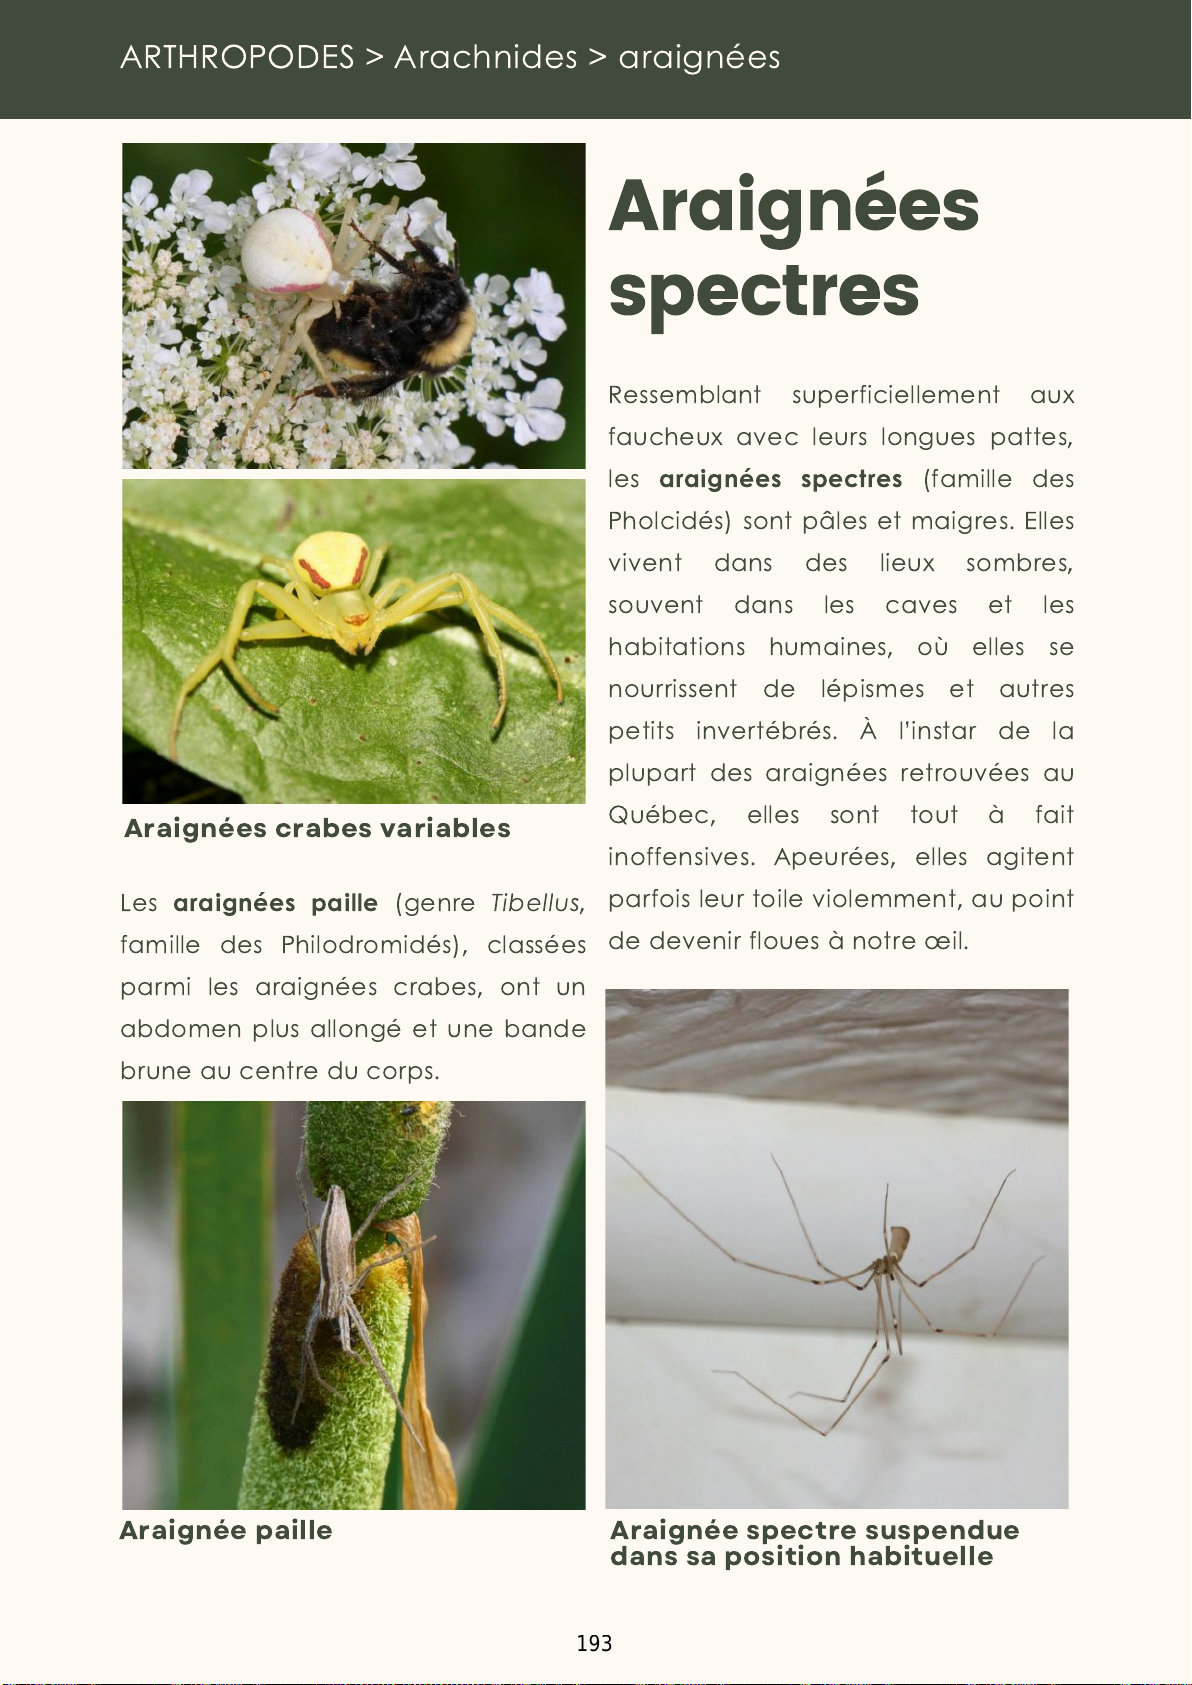 ARTHROPODES > Arachnides > araignées
Araignées crabes variables
Les araignées paille (genre Tibellus,
famille des Philodromidés), classées
parmi les araignées crabes, ont un
abdomen plus allongé et une bande
brune au centre du corps.
Araignée paille
Araignées
spectres
Ressemblant superficiellement aux
faucheux avec leurs longues pattes,
les araignées spectres (famille des
Pholcidés) sont pâles et maigres. Elles
vivent dans des lieux sombres,
souvent dans les caves et les
habitations humaines, où elles se
nourrissent de lépismes et autres
petits invertébrés. À l'instar de la
plupart des araignées retrouvées au
Québec, elles sont tout à fait
inoffensives. Apeurées, elles agitent
parfois leur toile violemment, au point
de devenir floues à notre œil.
Araignée spectre suspendue
dans sa position habituelle
193